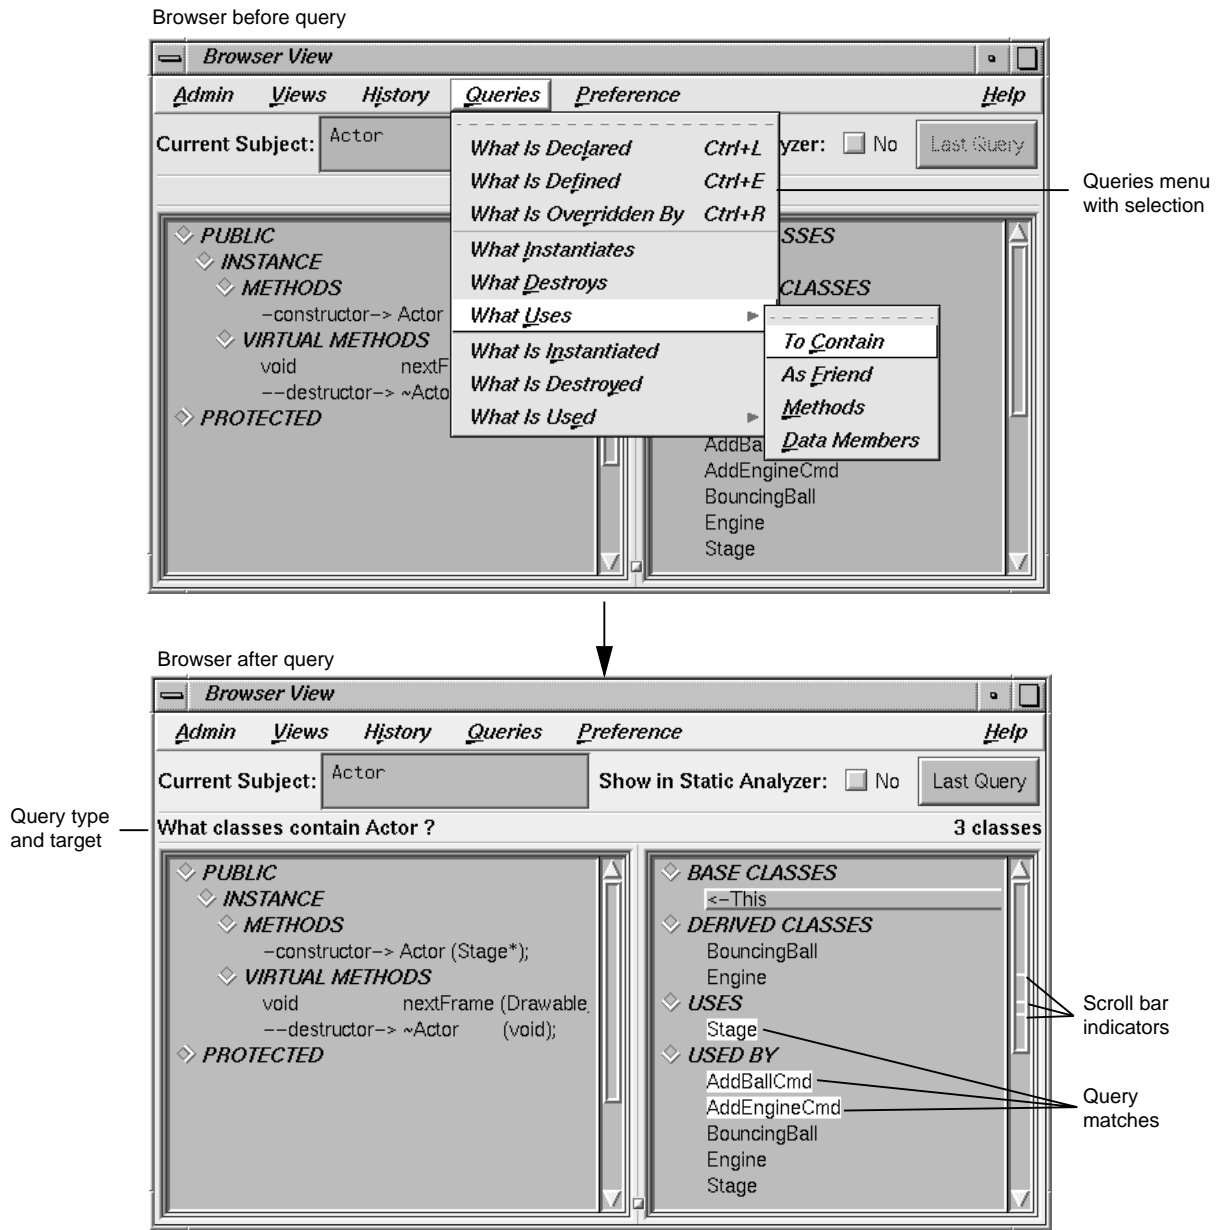 Browser before query
Browser View
Admin Views History Queries Preference Help
Current Subject: Actor yzer: No Last Query
What Is Declared Ctrl+L
What Is Defined Ctrl+E
What Is Overridden By Ctrl+R
What Instantiates
What Destroys
What Uses
What Is Instantiated
What Is Destroyed
What Is Used
To Contain
As Friend
Methods
Data Members
Queries menu
with selection
PUBLIC
INSTANCE
METHODS
-constructor-> Actor
VIRTUAL METHODS
void nextF
--destructor-> ~Acto
PROTECTED
SSES
CLASSES
AddBa
AddEngineCmd
BouncingBall
Engine
Stage
Browser after query
Browser View
Admin Views History Queries Preference Help
Current Subject: Actor Show in Static Analyzer: No Last Query
Query type
and target
What classes contain Actor ? 3 classes
PUBLIC
INSTANCE
METHODS
-constructor-> Actor (Stage*);
VIRTUAL METHODS
void nextFrame (Drawable,
--destructor-> ~Actor (void);
PROTECTED
BASE CLASSES
<-This
DERIVED CLASSES
BouncingBall
Engine
USES
Stage
USED BY
AddBallCmd
AddEngineCmd
BouncingBall
Engine
Stage
Scroll bar
indicators
Query
matches